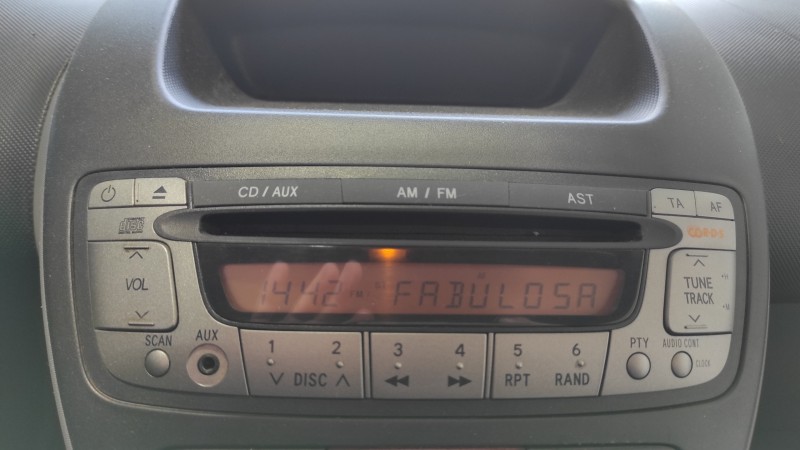 CD / AUX AM / FM AST TA AF
VOL 1442 FABULOSA TUNE TRACK
SCAN AUX 1 2 3 4 5 6 PTY AUDIO CONT
DISC RPT RAND CLOCK